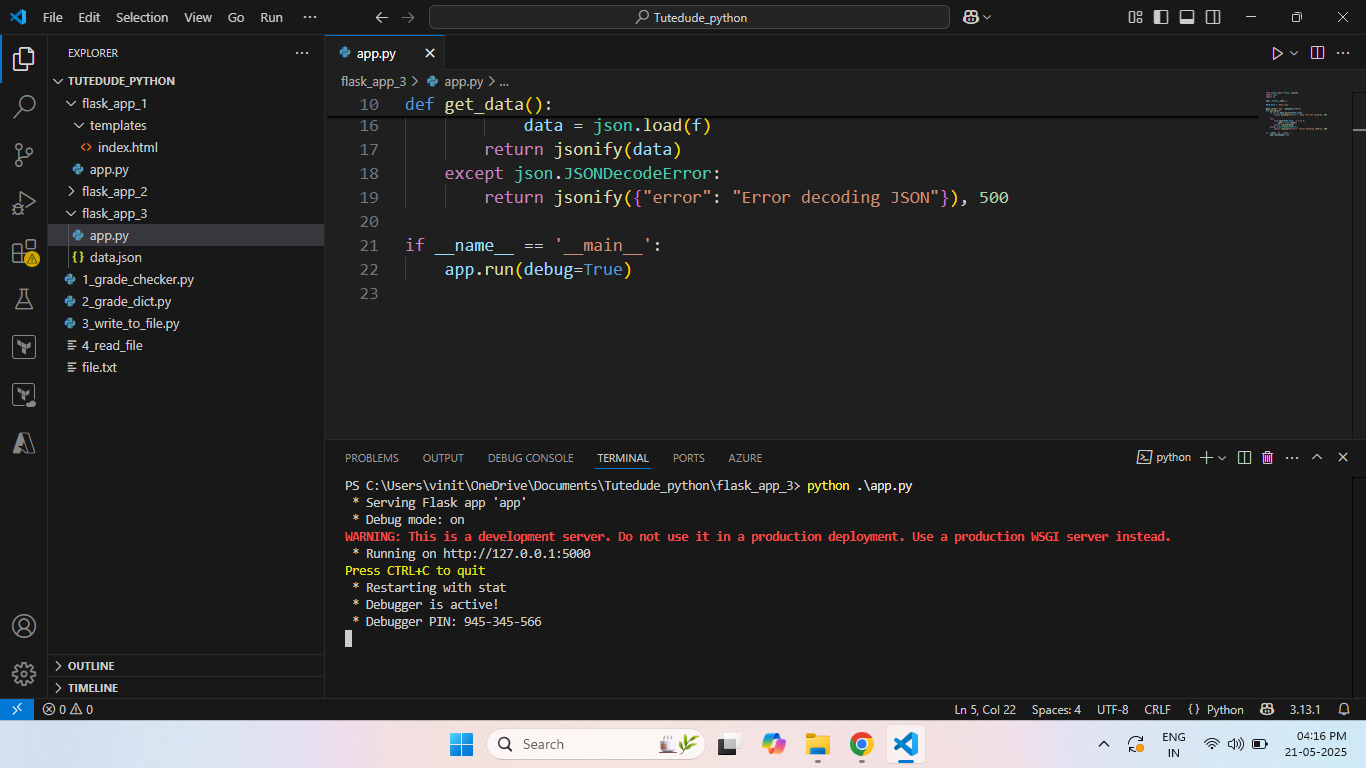 File Edit Selection View Go Run ···
Tutedude_python
EXPLORER ···
TUTEDUDE_PYTHON
flask_app_1
templates
index.html
app.py
flask_app_2
flask_app_3
app.py
data.json
1_grade_checker.py
2_grade_dict.py
3_write_to_file.py
4_read_file
file.txt
OUTLINE
TIMELINE
app.py
flask_app_3 > app.py > ...
10 def get_data():
16 data = json.load(f)
17 return jsonify(data)
18 except json.JSONDecodeError:
19 return jsonify({"error": "Error decoding JSON"}), 500
20
21 if __name__ == '__main__':
22 app.run(debug=True)
23
PROBLEMS OUTPUT DEBUG CONSOLE TERMINAL PORTS AZURE
python
PS C:\Users\vinit\OneDrive\Documents\Tutedude_python\flask_app_3> python .\app.py
* Serving Flask app 'app'
* Debug mode: on
WARNING: This is a development server. Do not use it in a production deployment. Use a production WSGI server instead.
* Running on http://127.0.0.1:5000
Press CTRL+C to quit
* Restarting with stat
* Debugger is active!
* Debugger PIN: 945-345-566
0 0
Ln 5, Col 22 Spaces: 4 UTF-8 CRLF {} Python 3.13.1
Search
ENG
IN
04:16 PM
21-05-2025